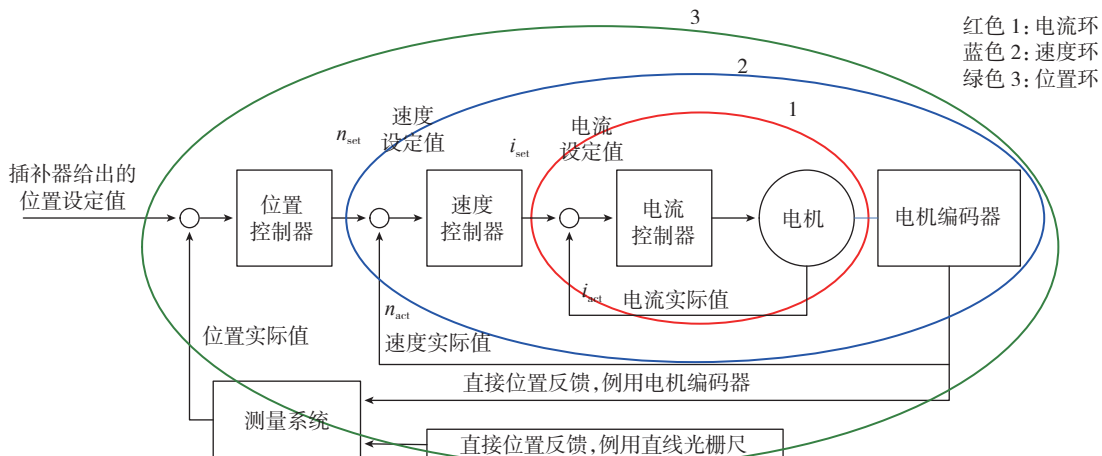 3
红色 1: 电流环
蓝色 2: 速度环
绿色 3: 位置环
2
1
速度
设定值
电流
设定值
n_set
i_set
插补器给出的
位置设定值
位置
控制器
速度
控制器
电流
控制器
电机
电机编码器
i_act
电流实际值
n_act
速度实际值
位置实际值
直接位置反馈,例用电机编码器
测量系统
直接位置反馈,例用直线光栅尺